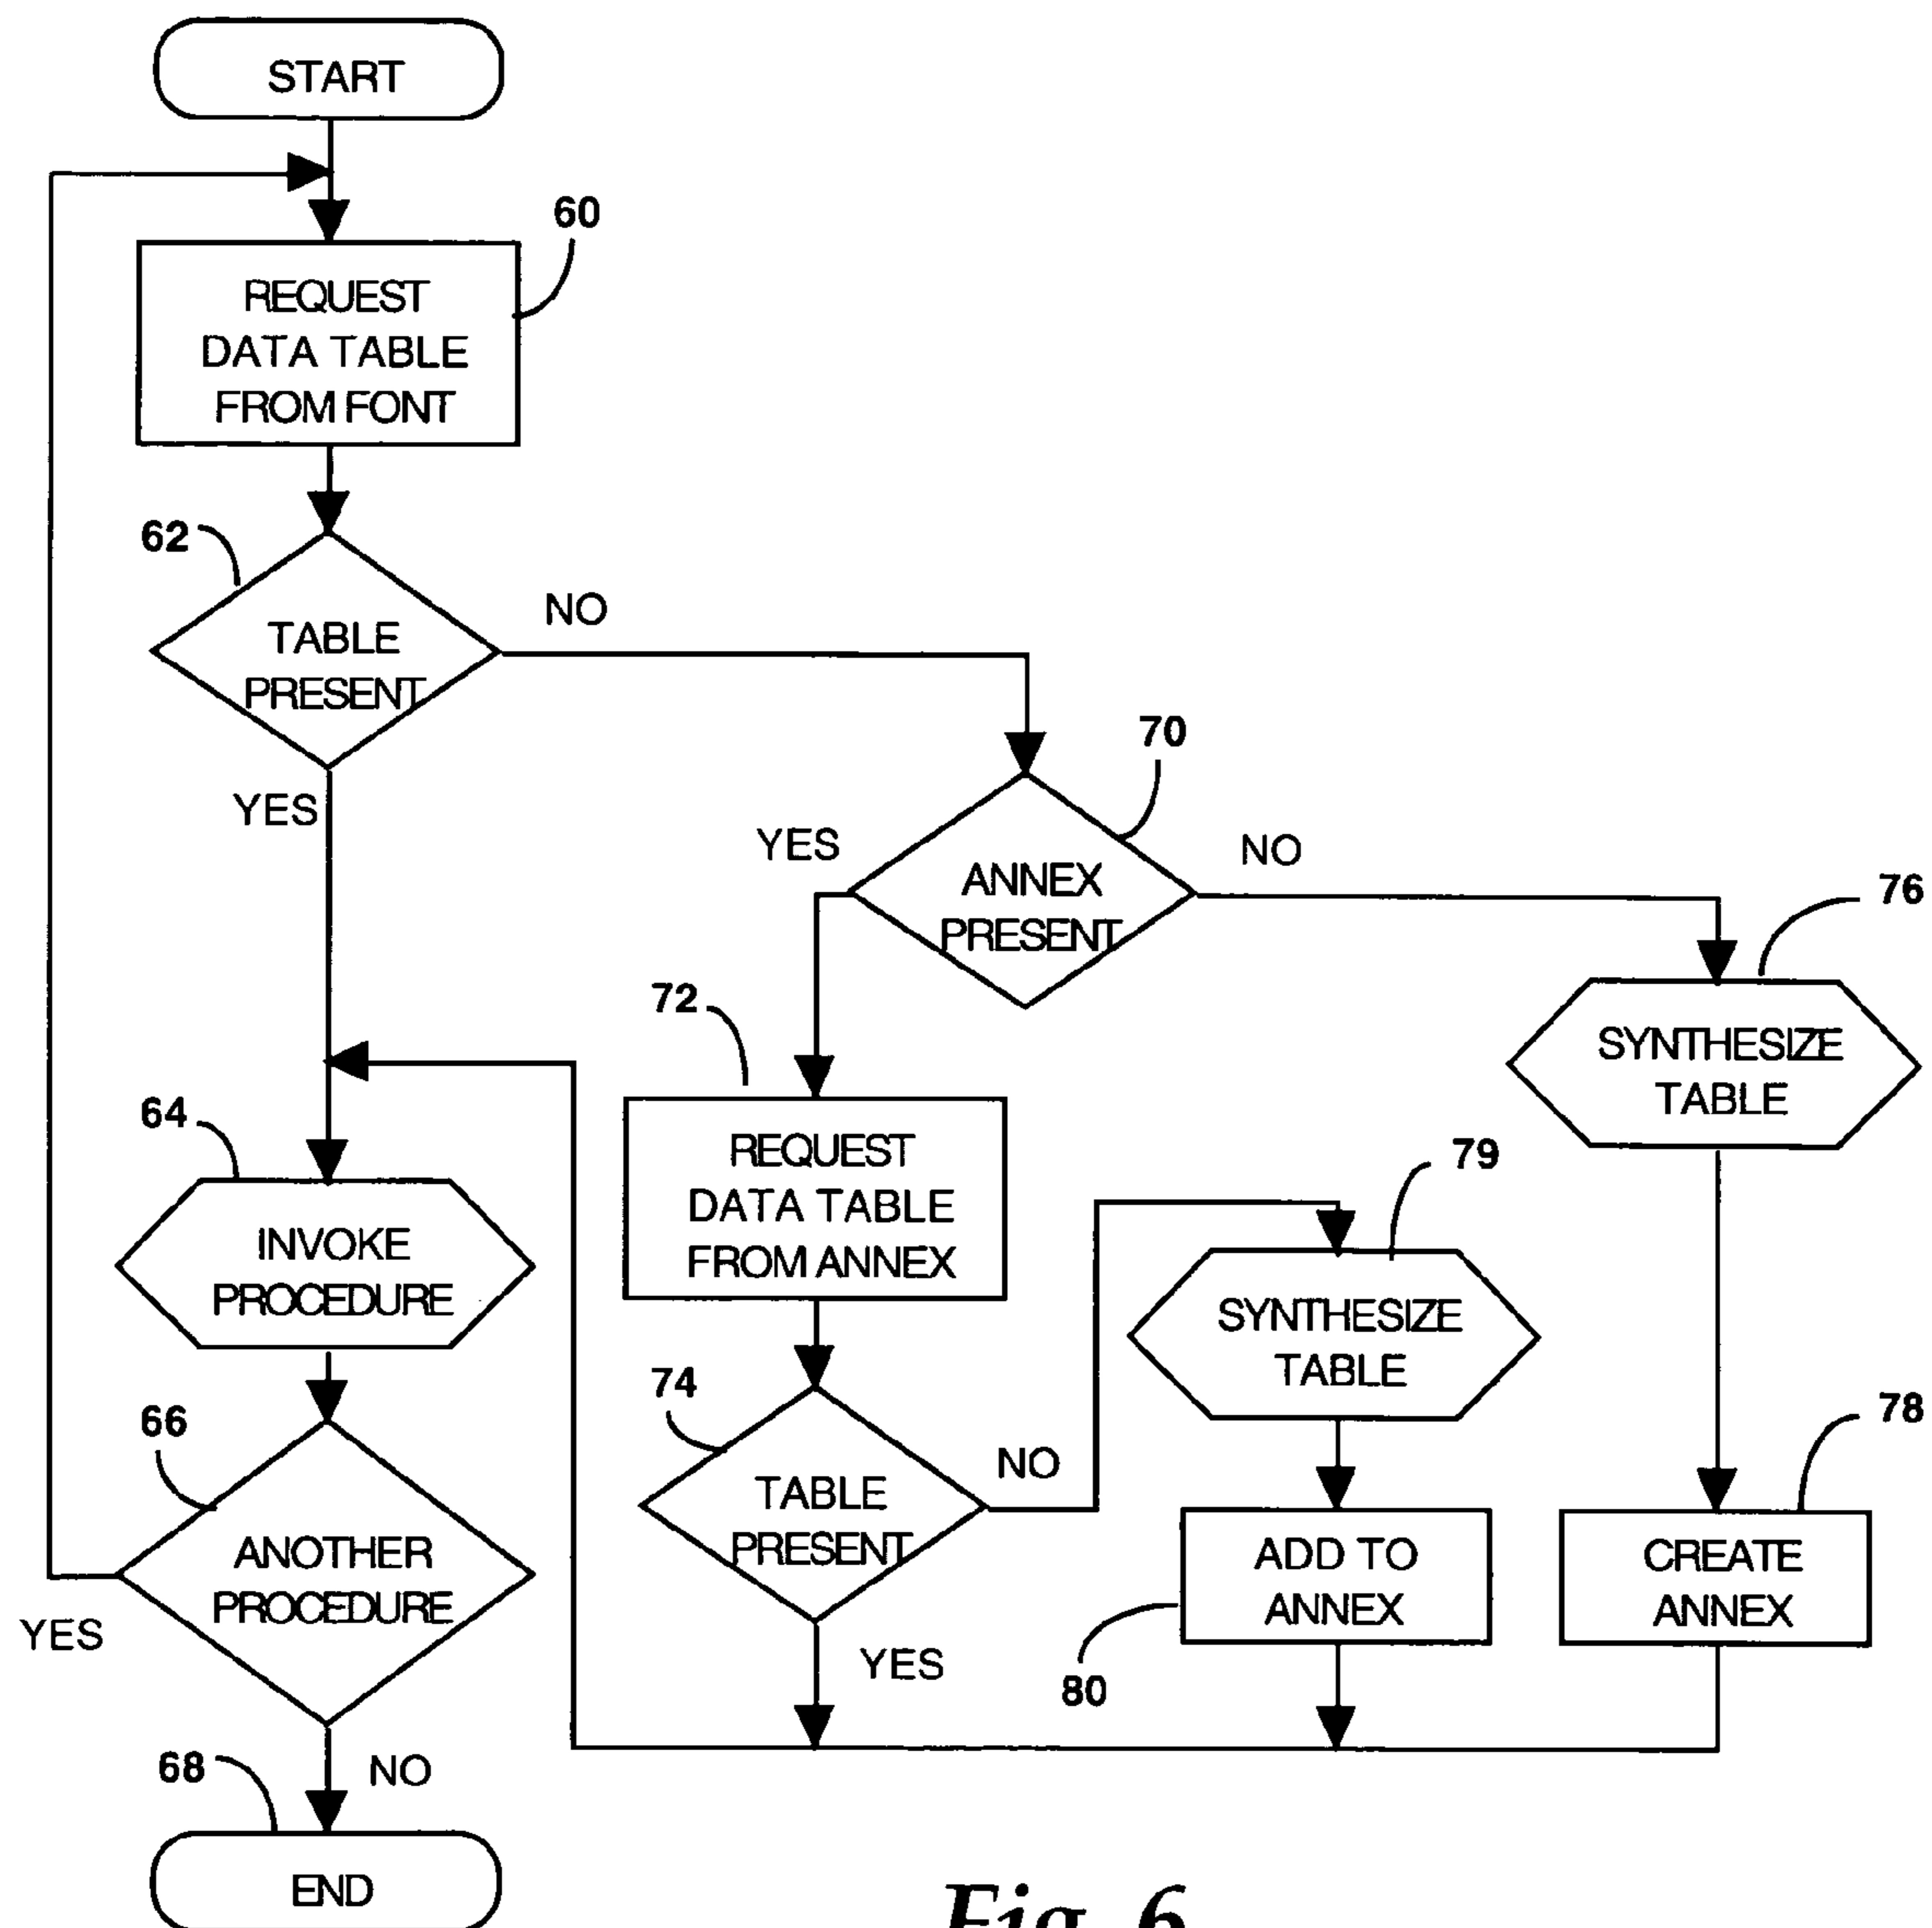 START
60
REQUEST
DATA TABLE
FROM FONT
62
TABLE
PRESENT
NO
YES
70
YES
ANNEX
PRESENT
NO
76
SYNTHESIZE
TABLE
72
REQUEST
DATA TABLE
FROM ANNEX
64
INVOKE
PROCEDURE
79
SYNTHESIZE
TABLE
74
TABLE
PRESENT
NO
YES
66
ANOTHER
PROCEDURE
YES
NO
ADD TO
ANNEX
80
78
CREATE
ANNEX
68
END
Fig. 6